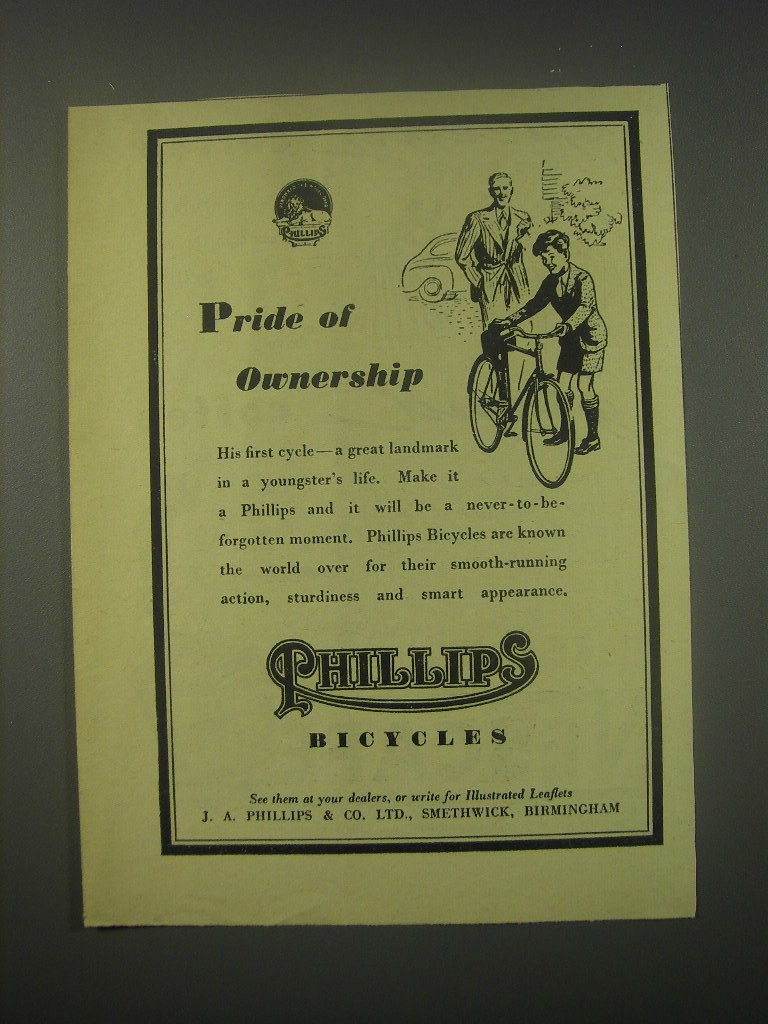 PHILLIPS
Pride of
Ownership
His first cycle—a great landmark
in a youngster's life. Make it
a Phillips and it will be a never-to-be-
forgotten moment. Phillips Bicycles are known
the world over for their smooth-running
action, sturdiness and smart appearance.
PHILLIPS
BICYCLES
See them at your dealers, or write for Illustrated Leaflets
J. A. PHILLIPS & CO. LTD., SMETHWICK, BIRMINGHAM